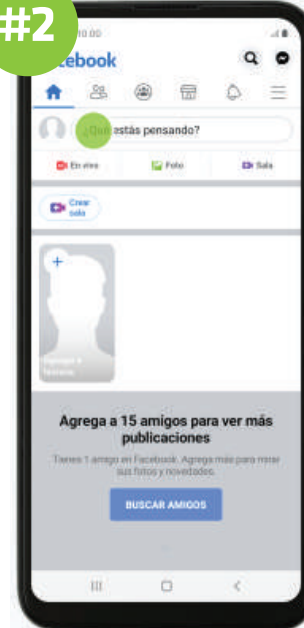 #2
10:00
ebook
¿Qué estás pensando?
En vivo
Foto
Sala
Crear
sala
Agrega a 15 amigos para ver más
publicaciones
Tienes 1 amigo en Facebook. Agrega más para mirar
sus fotos y novedades.
BUSCAR AMIGOS